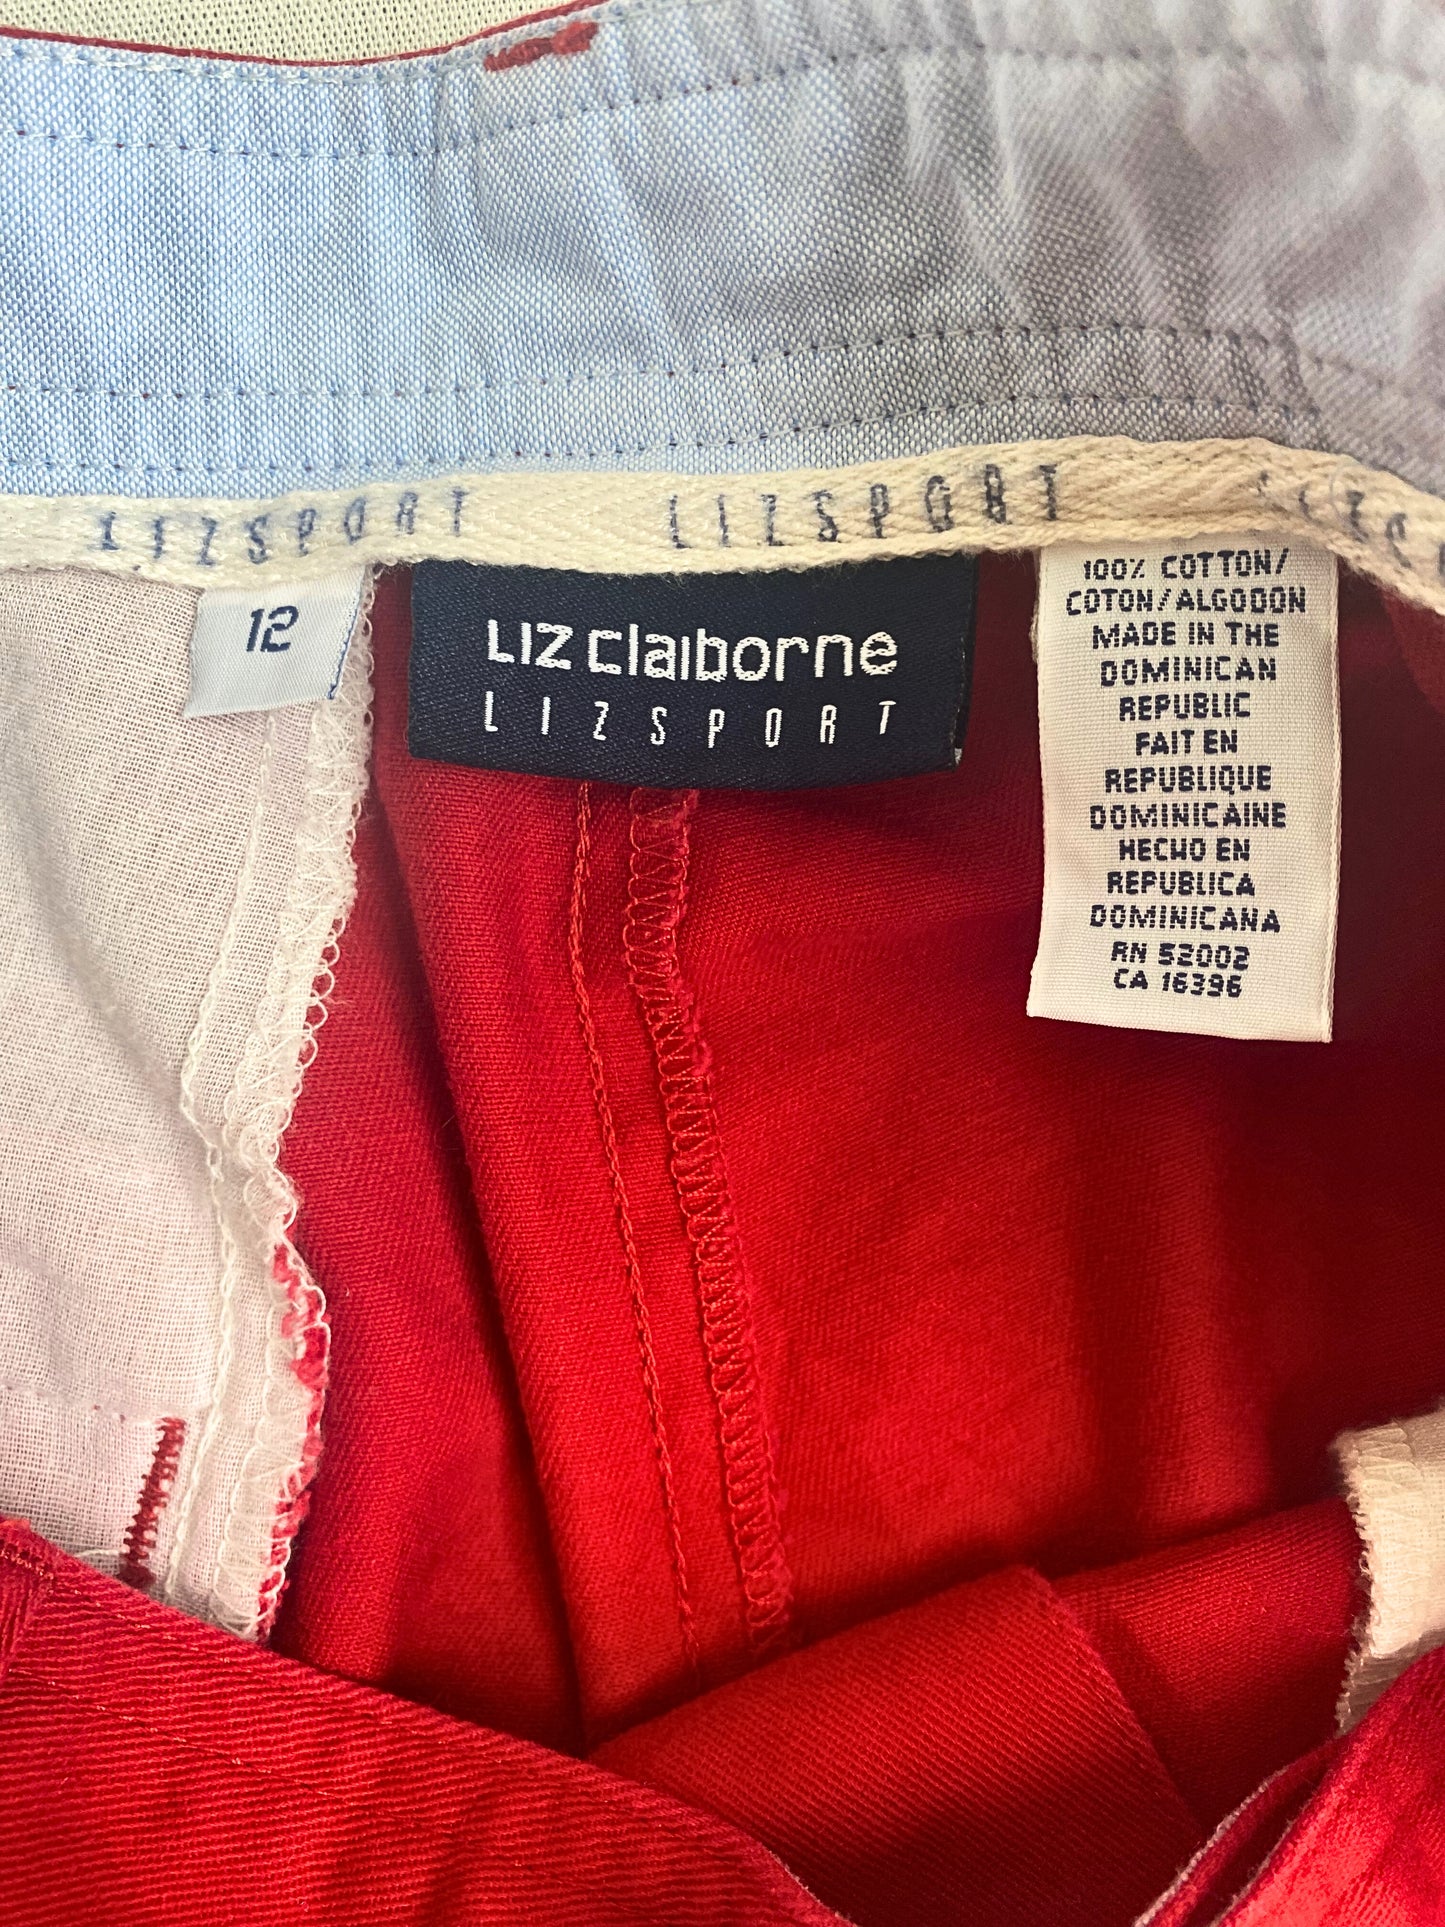 LIZSPORT LIZSPORT LIZS
12
Liz claiborne
LIZSPORT
100% COTTON/
COTON/ALGODON
MADE IN THE
DOMINICAN
REPUBLIC
FAIT EN
REPUBLIQUE
DOMINICAINE
HECHO EN
REPUBLICA
DOMINICANA
RN 52002
CA 16396